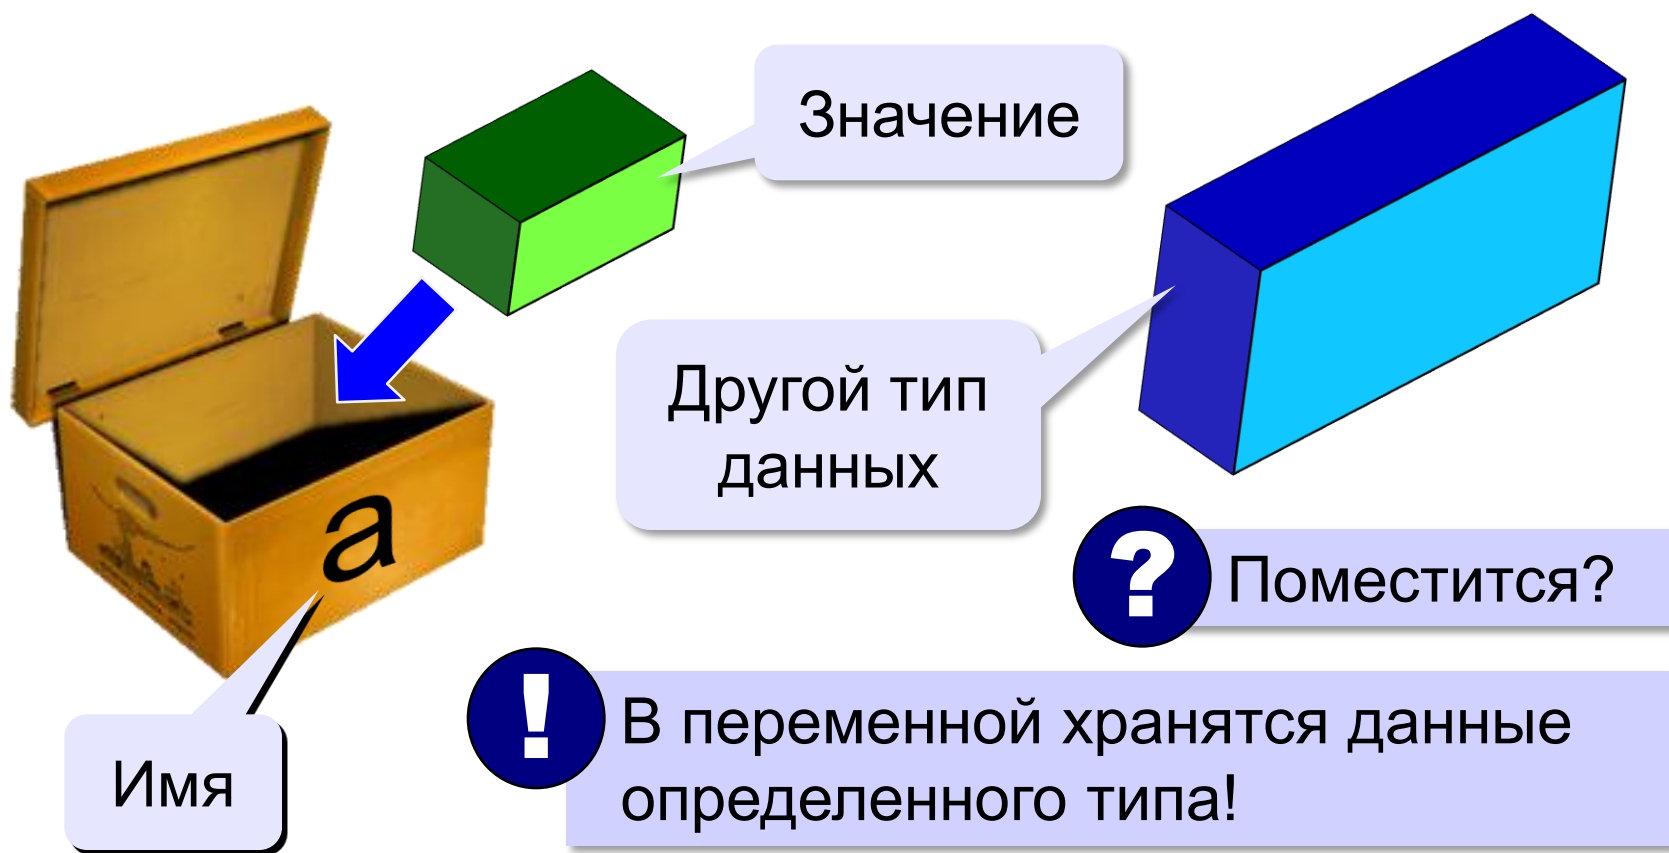 Значение
Другой тип
данных
a
?
Поместится?
!
В переменной хранятся данные
определенного типа!
Имя